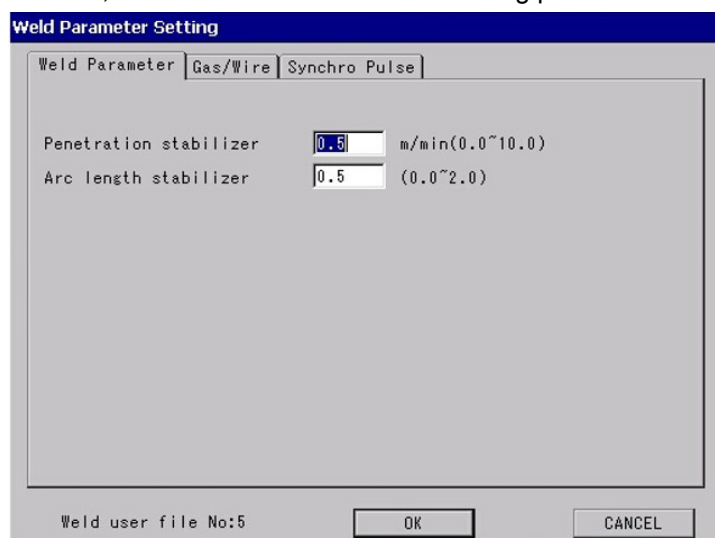 Weld Parameter Setting
Weld Parameter Gas/Wire Synchro Pulse
Penetration stabilizer 0.5 m/min(0.0~10.0)
Arc length stabilizer 0.5 (0.0~2.0)
Weld user file No:5 OK CANCEL